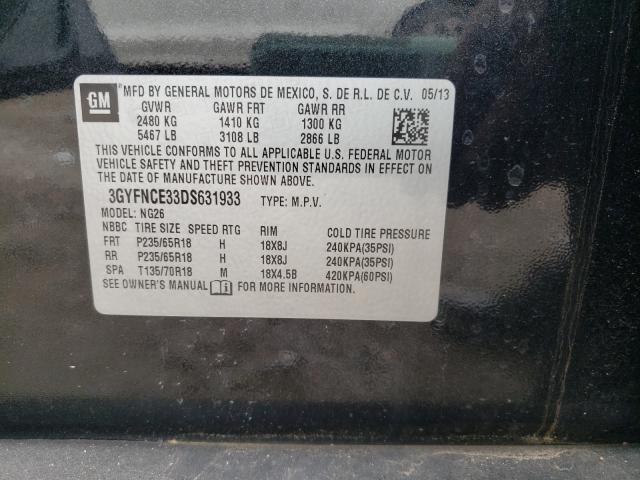 GM
MFD BY GENERAL MOTORS DE MEXICO, S. DE R.L. DE C.V. 05/13
GVWR GAWR FRT GAWR RR
2480 KG 1410 KG 1300 KG
5467 LB 3108 LB 2866 LB
THIS VEHICLE CONFORMS TO ALL APPLICABLE U.S. FEDERAL MOTOR
VEHICLE SAFETY AND THEFT PREVENTION STANDARDS IN EFFECT ON
THE DATE OF MANUFACTURE SHOWN ABOVE.
3GYFNCE33DS631933 TYPE: M.P.V.
MODEL: NG26
NBBC TIRE SIZE SPEED RTG RIM COLD TIRE PRESSURE
FRT P235/65R18 H 18X8J 240KPA(35PSI)
RR P235/65R18 H 18X8J 240KPA(35PSI)
SPA T135/70R18 M 18X4.5B 420KPA(60PSI)
SEE OWNER'S MANUAL FOR MORE INFORMATION.